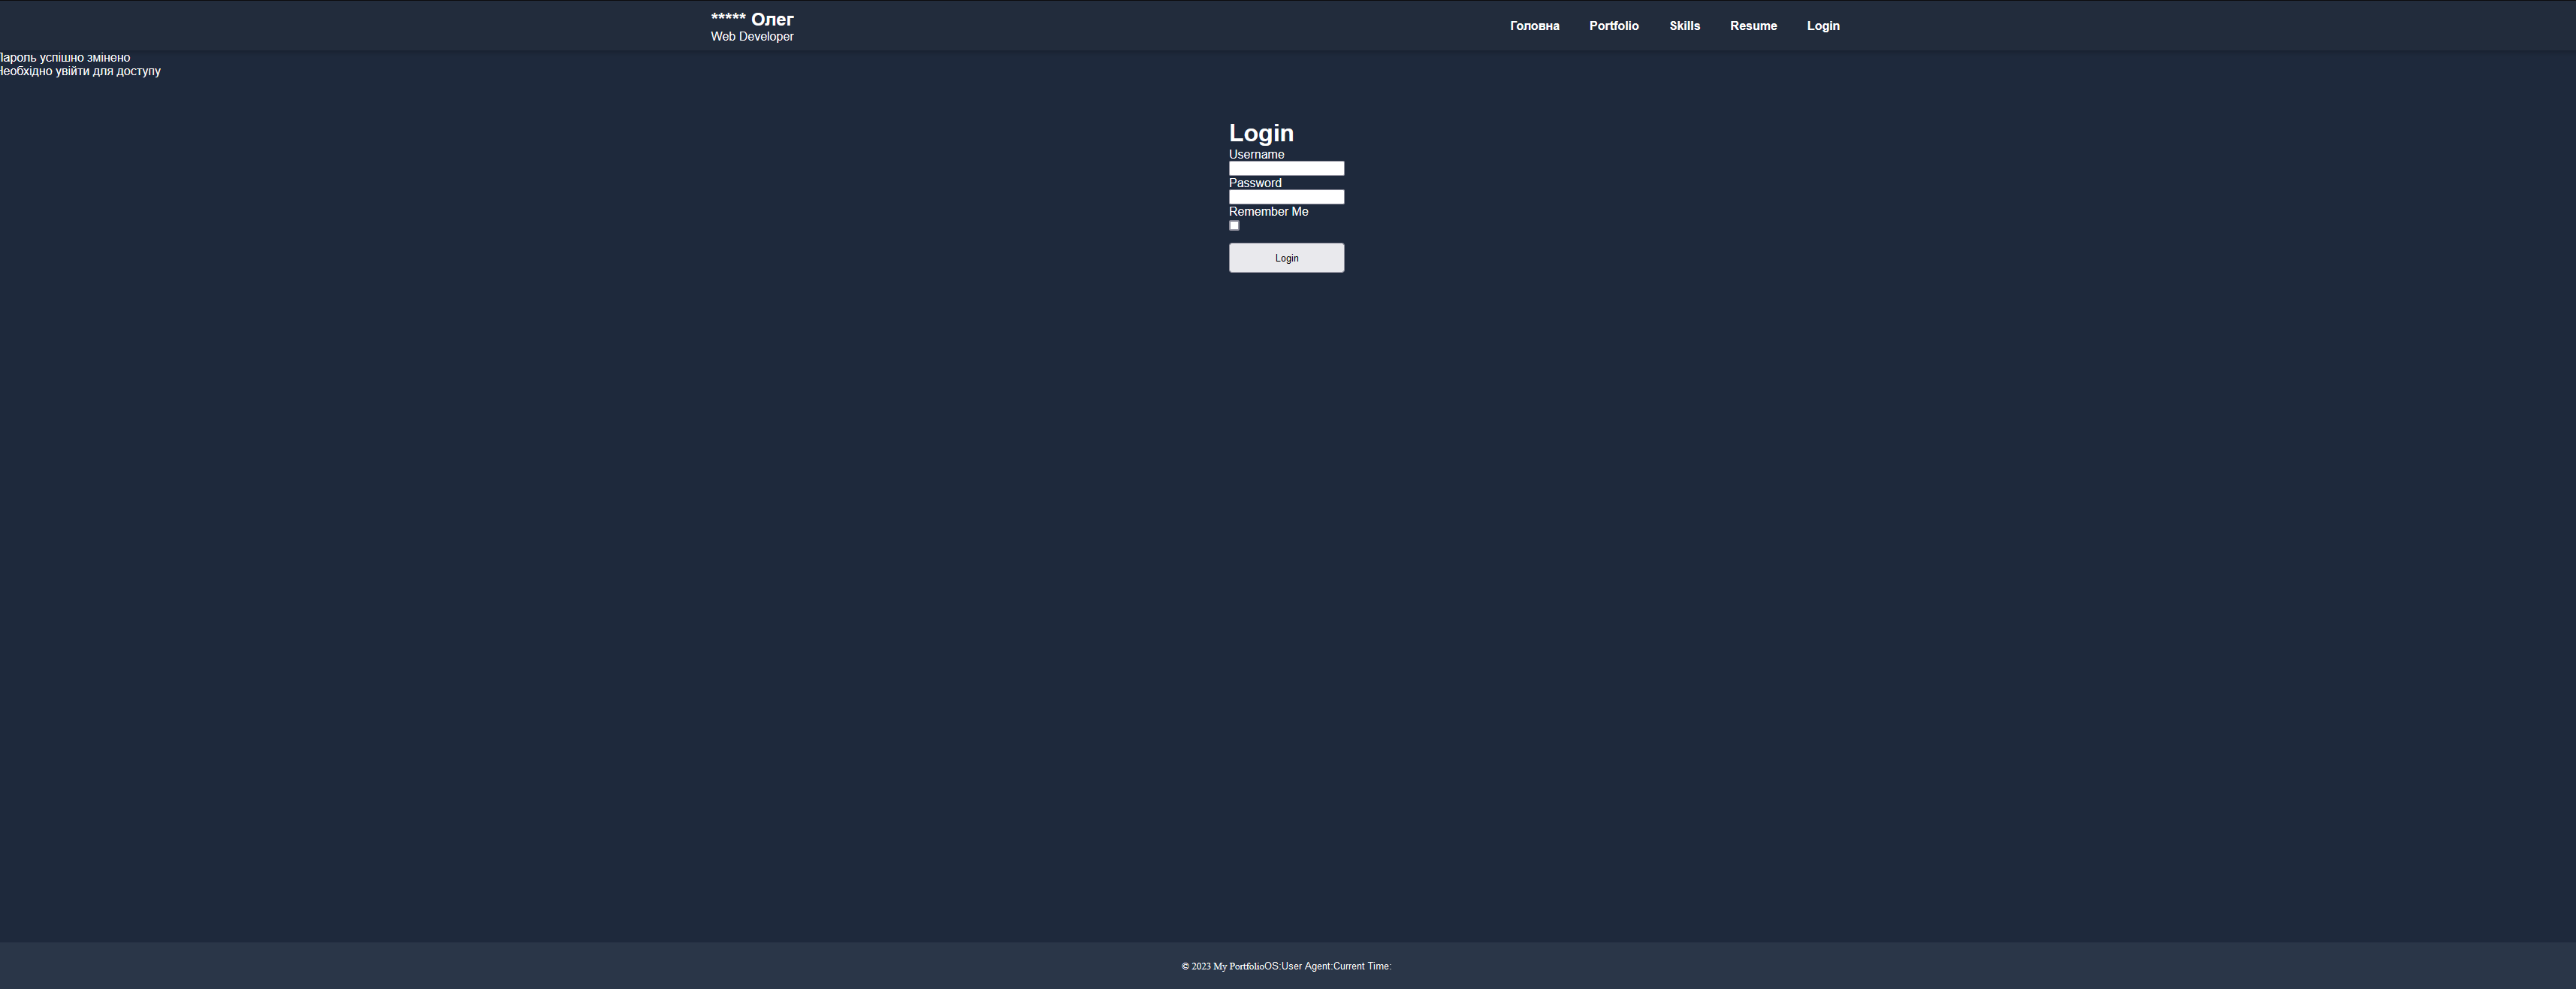 ***** Олег
Web Developer
Головна Portfolio Skills Resume Login
Пароль успішно змінено
Необхідно увійти для доступу
Login
Username
Password
Remember Me
Login
© 2023 My PortfolioOS:User Agent:Current Time: